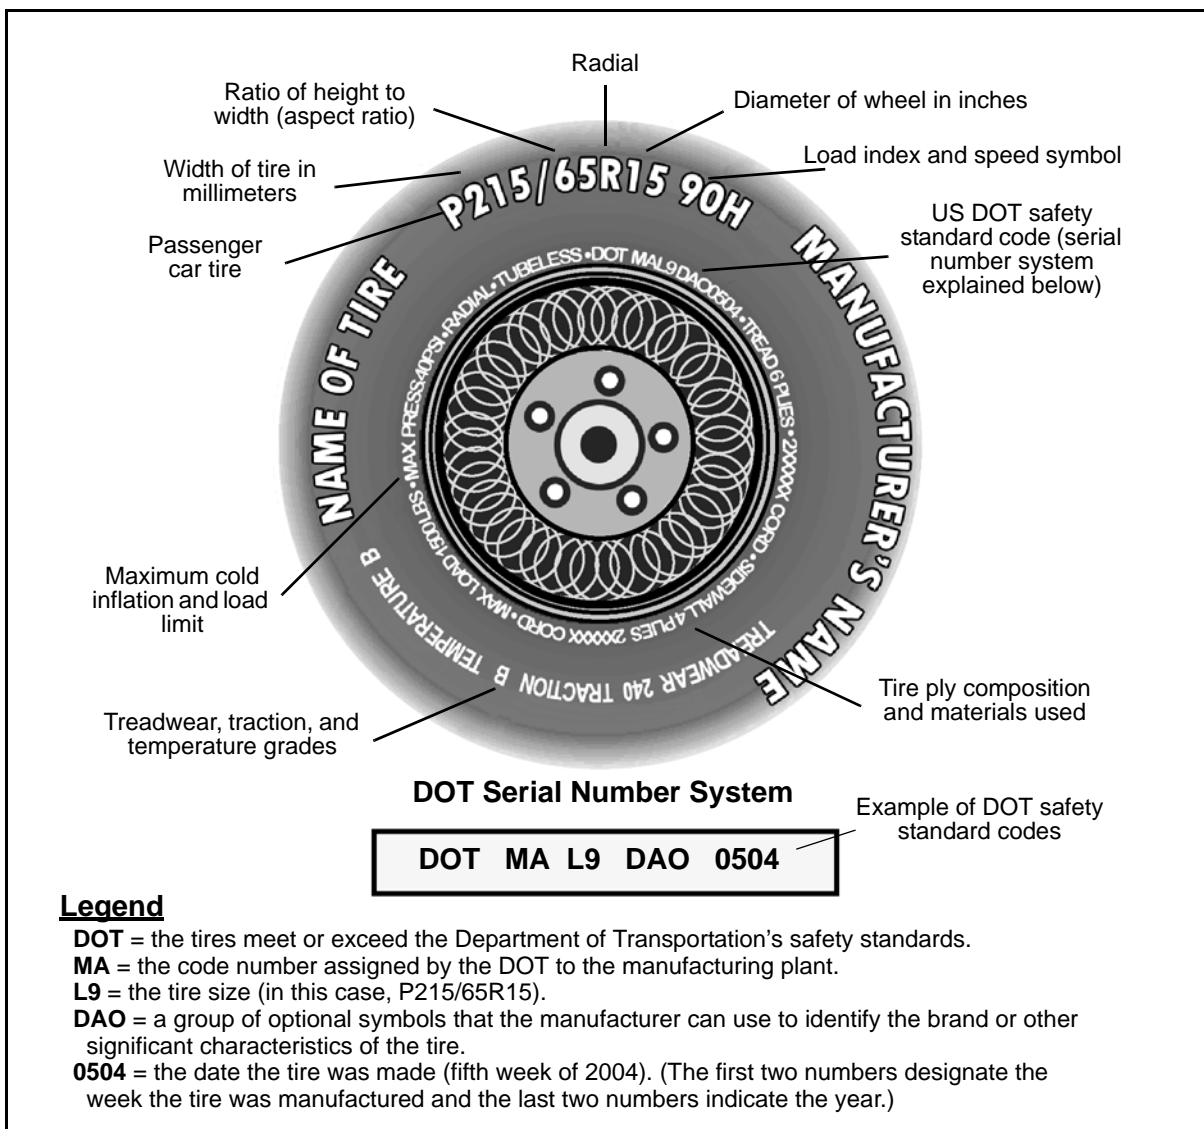 Radial
Ratio of height to
width (aspect ratio)
Diameter of wheel in inches
Width of tire in
millimeters
Load index and speed symbol
Passenger
car tire
US DOT safety
standard code (serial
number system
explained below)
P215/65R15 90H
NAME OF TIRE
MANUFACTURER'S NAME
MAX LOAD 1500 LBS • MAX PRESS.40PSI • RADIAL • TUBELESS • DOT MAL9DAO0504 • TREAD 6 PLIES • 2XXXXX CORD • SIDEWALL 4 PLIES 2XXXXX CORD •
TREADWEAR 240 TRACTION B TEMPERATURE B
Maximum cold
inflation and load
limit
Treadwear, traction, and
temperature grades
Tire ply composition
and materials used
DOT Serial Number System
Example of DOT safety
standard codes
DOT MA L9 DAO 0504
Legend
DOT = the tires meet or exceed the Department of Transportation's safety standards.
MA = the code number assigned by the DOT to the manufacturing plant.
L9 = the tire size (in this case, P215/65R15).
DAO = a group of optional symbols that the manufacturer can use to identify the brand or other
significant characteristics of the tire.
0504 = the date the tire was made (fifth week of 2004). (The first two numbers designate the
week the tire was manufactured and the last two numbers indicate the year.)